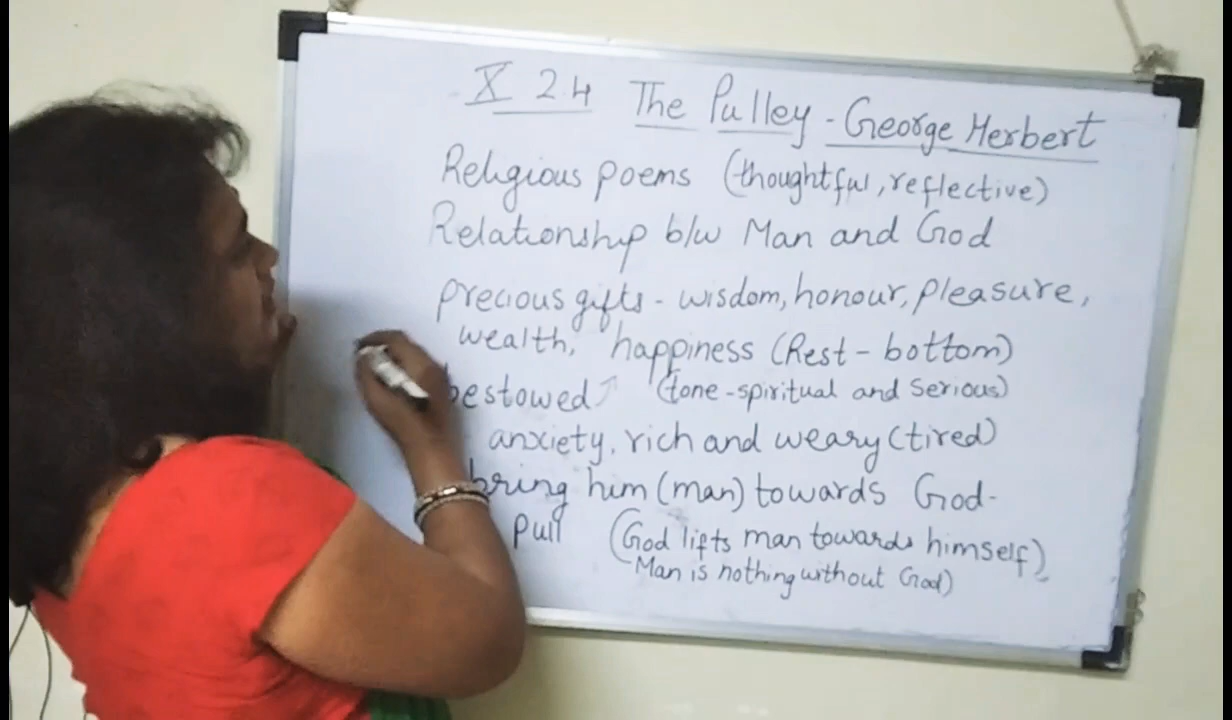 X 2.4 The Pulley - George Herbert
Religious poems (thoughtful, reflective)
Relationship b/w Man and God
precious gifts - wisdom, honour, pleasure,
wealth, happiness (Rest - bottom)
bestowed ↑ (tone - spiritual and serious)
anxiety, rich and weary (tired)
bring him (man) towards God-
pull (God lifts man towards himself)
Man is nothing without God)